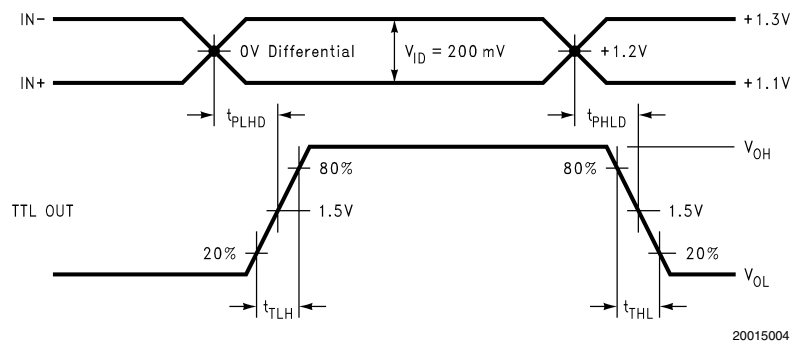 IN-
+1.3V
0V Differential
V_ID = 200 mV
+1.2V
IN+
+1.1V
t_PLHD
t_PHLD
V_OH
80%
80%
TTL OUT
1.5V
1.5V
20%
20%
V_OL
t_TLH
t_THL
20015004